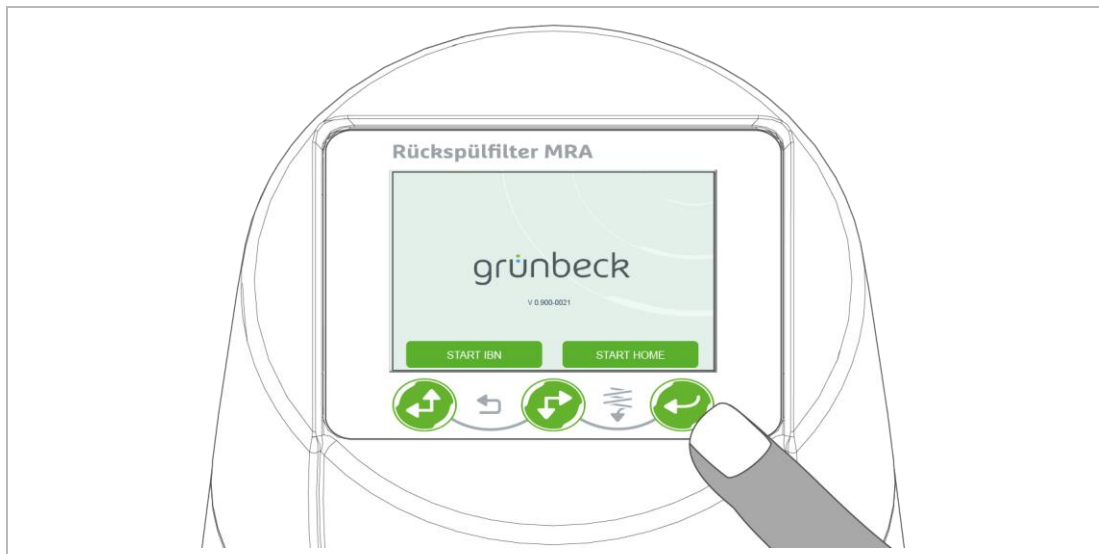 Rückspülfilter MRA
grünbeck
V 0.900-0021
START IBN
START HOME